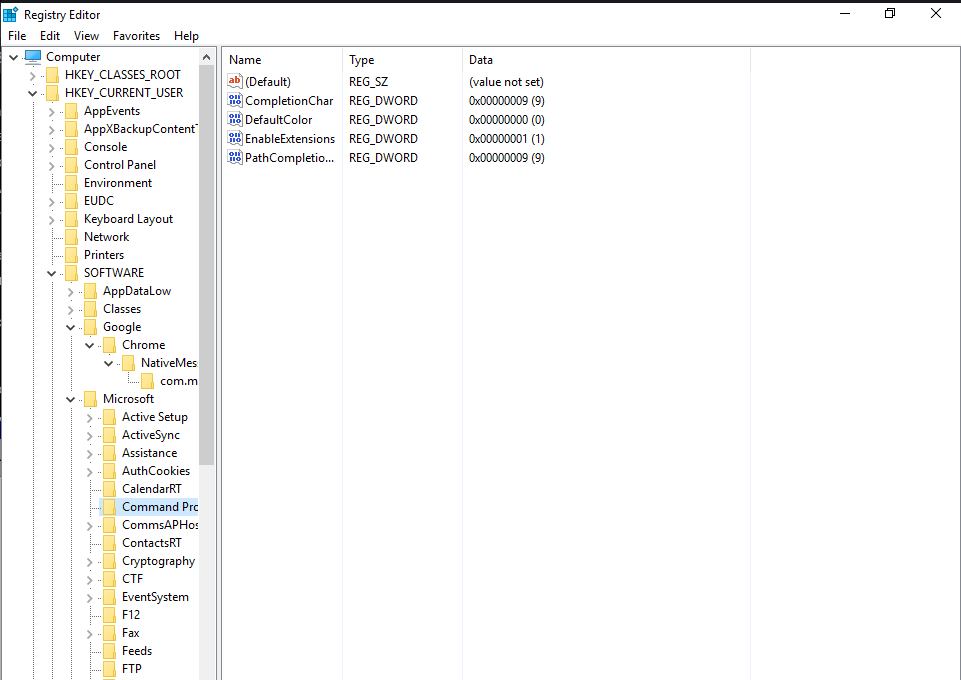 Registry Editor
File Edit View Favorites Help
Computer
HKEY_CLASSES_ROOT
HKEY_CURRENT_USER
AppEvents
AppXBackupContentT
Console
Control Panel
Environment
EUDC
Keyboard Layout
Network
Printers
SOFTWARE
AppDataLow
Classes
Google
Chrome
NativeMes
com.m
Microsoft
Active Setup
ActiveSync
Assistance
AuthCookies
CalendarRT
Command Pro
CommsAPHos
ContactsRT
Cryptography
CTF
EventSystem
F12
Fax
Feeds
FTP
Name Type Data
(Default) REG_SZ (value not set)
CompletionChar REG_DWORD 0x00000009 (9)
DefaultColor REG_DWORD 0x00000000 (0)
EnableExtensions REG_DWORD 0x00000001 (1)
PathCompletio... REG_DWORD 0x00000009 (9)